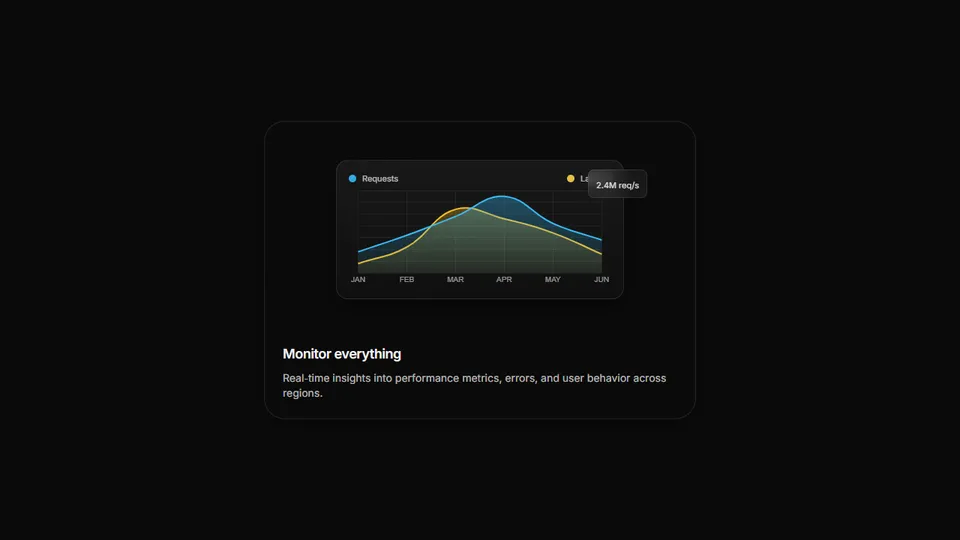 Requests
2.4M req/s
JAN FEB MAR APR MAY JUN
Monitor everything
Real-time insights into performance metrics, errors, and user behavior across
regions.